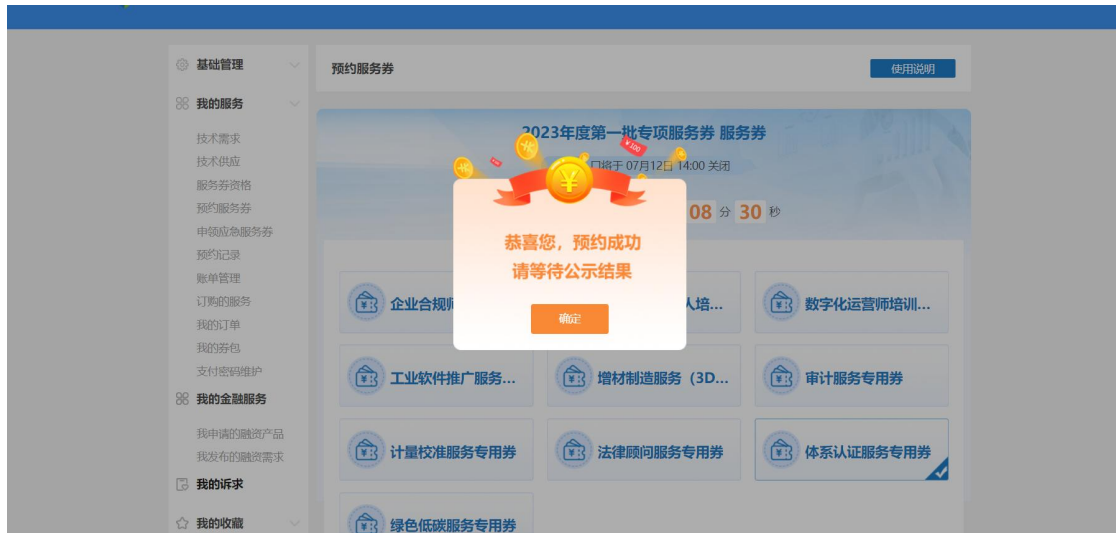 基础管理
我的服务
技术需求
技术供应
服务券资格
预约服务券
申领应急服务券
预约记录
账单管理
订购的服务
我的订单
我的券包
支付密码维护
我的金融服务
我申请的融资产品
我发布的融资需求
我的诉求
我的收藏
预约服务券
使用说明
2023年度第一批专项服务券 服务券
口将于 07月12日 14:00 关闭
08 分 30 秒
¥100
恭喜您，预约成功
请等待公示结果
确定
企业合规师
人培...
数字化运营师培训...
工业软件推广服务...
增材制造服务（3D...
审计服务专用券
计量校准服务专用券
法律顾问服务专用券
体系认证服务专用券
绿色低碳服务专用券